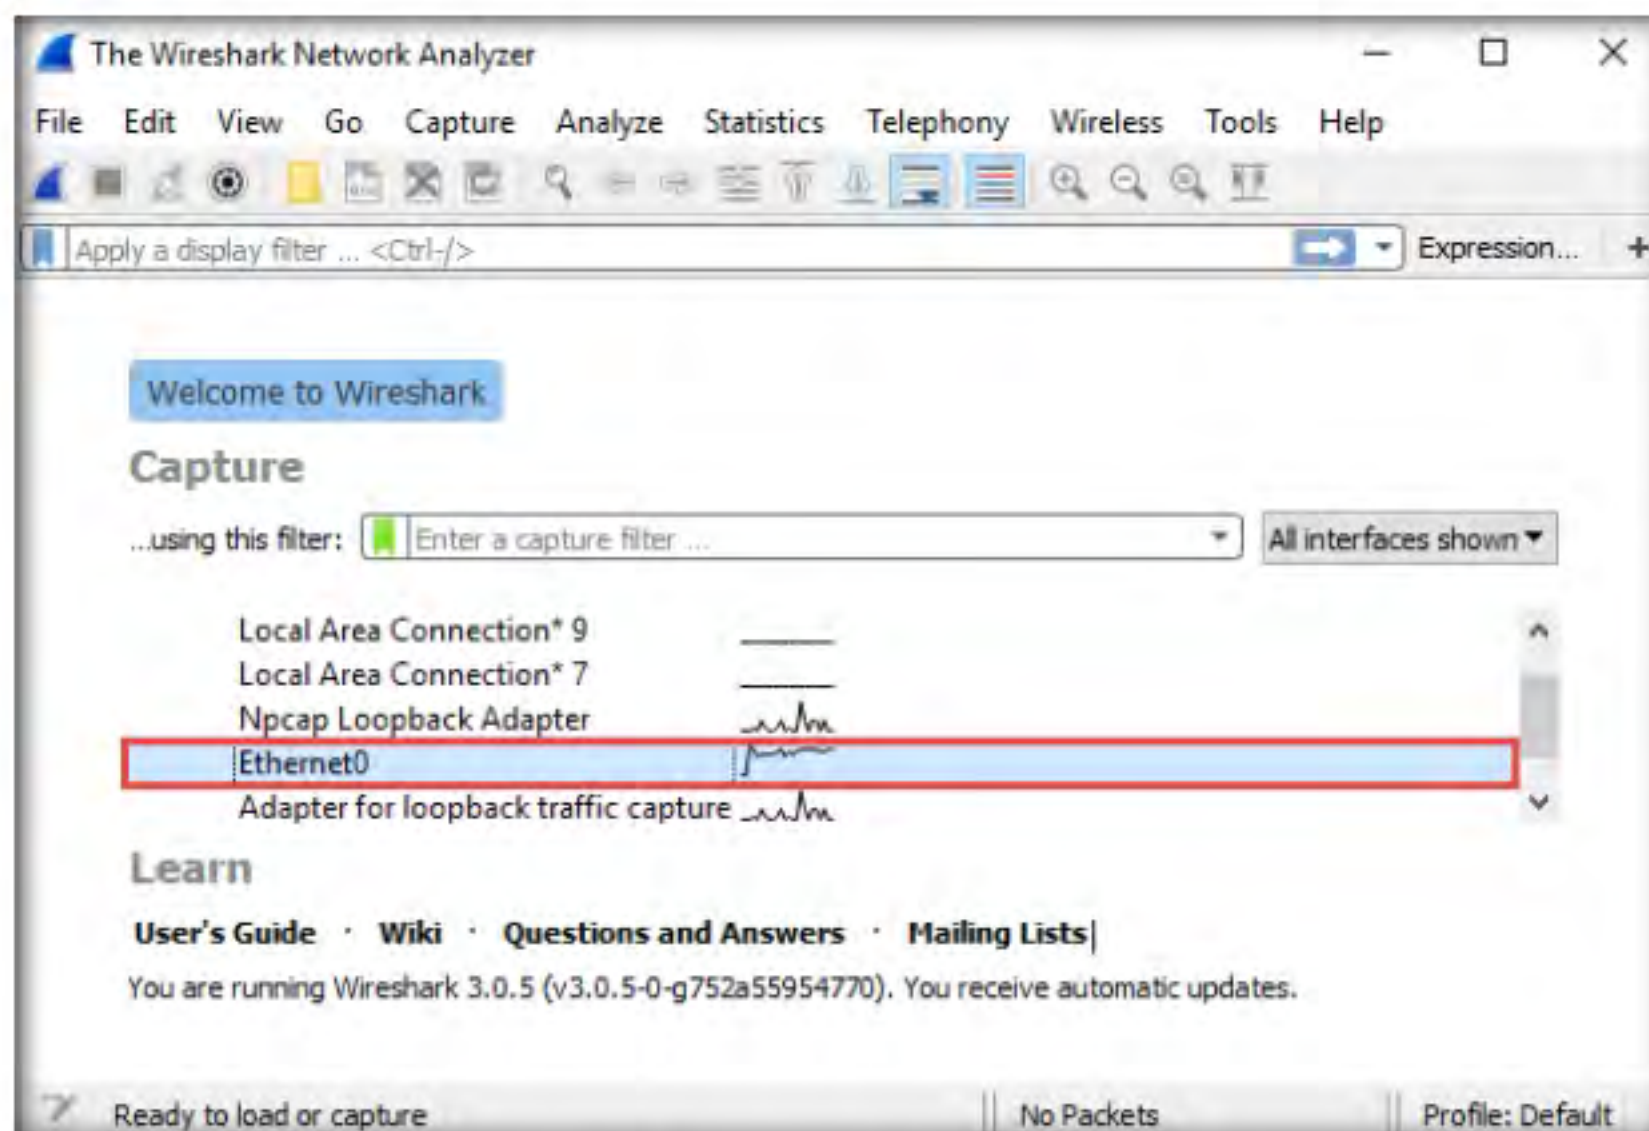 The Wireshark Network Analyzer
File Edit View Go Capture Analyze Statistics Telephony Wireless Tools Help
Apply a display filter ... <Ctrl-/> Expression... +
Welcome to Wireshark
Capture
...using this filter: Enter a capture filter ... All interfaces shown
Local Area Connection* 9
Local Area Connection* 7
Npcap Loopback Adapter
Ethernet0
Adapter for loopback traffic capture
Learn
User's Guide · Wiki · Questions and Answers · Mailing Lists
You are running Wireshark 3.0.5 (v3.0.5-0-g752a55954770). You receive automatic updates.
Ready to load or capture No Packets Profile: Default